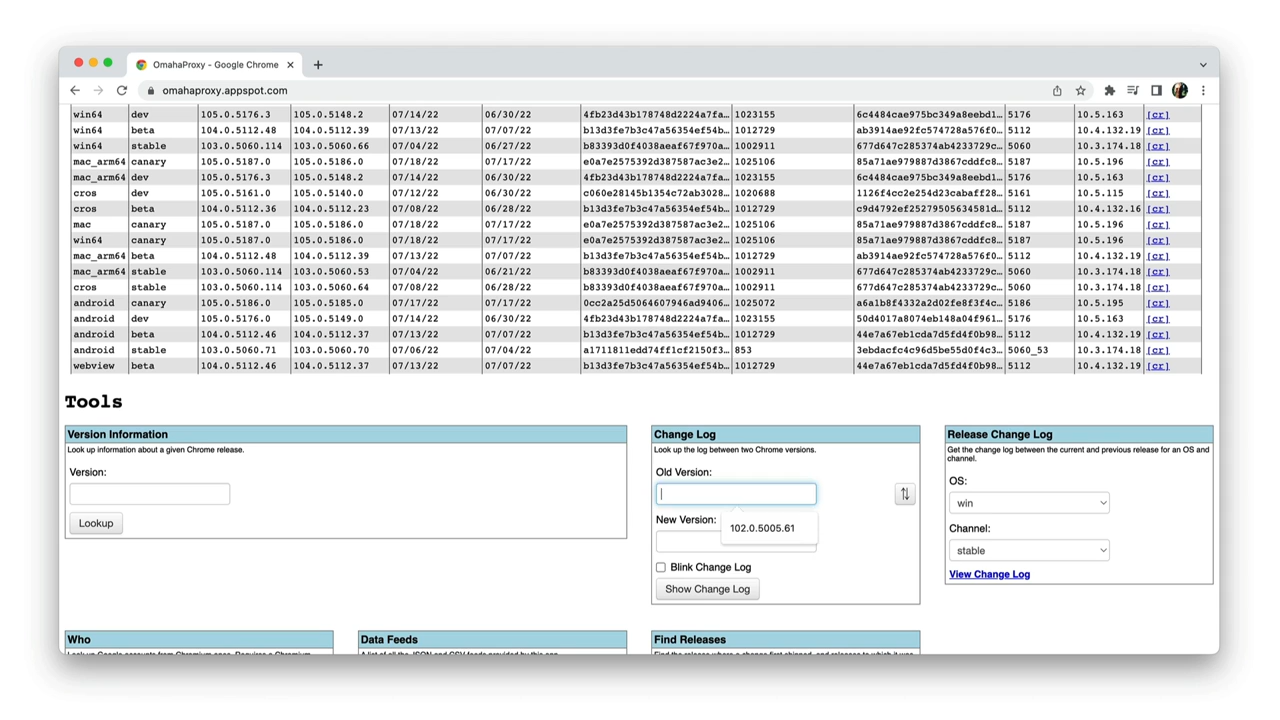 OmahaProxy - Google Chrome
omahaproxy.appspot.com
win64 dev 105.0.5176.3 105.0.5148.2 07/14/22 06/30/22 4fb23d43b178748d2224a7fa… 1023155 6c4484cae975bc349a8eebd1… 5176 10.5.163 [cr]
win64 beta 104.0.5112.48 104.0.5112.39 07/13/22 07/07/22 b13d3fe7b3c47a56354ef54b… 1012729 ab3914ae92fc574728a576f0… 5112 10.4.132.19 [cr]
win64 stable 103.0.5060.114 103.0.5060.66 07/04/22 06/27/22 b83393d0f4038aeaf67f970a… 1002911 677d647c285374ab4233729c… 5060 10.3.174.18 [cr]
mac_arm64 canary 105.0.5187.0 105.0.5186.0 07/18/22 07/17/22 e0a7e2575392d387587ac3e2… 1025106 85a71ae979887d3867cddfc8… 5187 10.5.196 [cr]
mac_arm64 dev 105.0.5176.3 105.0.5148.2 07/14/22 06/30/22 4fb23d43b178748d2224a7fa… 1023155 6c4484cae975bc349a8eebd1… 5176 10.5.163 [cr]
cros dev 105.0.5161.0 105.0.5140.0 07/12/22 06/30/22 c060e28145b1354c72ab3028… 1020688 1126f4cc2e254d23cabaff28… 5161 10.5.115 [cr]
cros beta 104.0.5112.36 104.0.5112.23 07/08/22 06/28/22 b13d3fe7b3c47a56354ef54b… 1012729 c9d4792ef25279505634581d… 5112 10.4.132.16 [cr]
mac canary 105.0.5187.0 105.0.5186.0 07/18/22 07/17/22 e0a7e2575392d387587ac3e2… 1025106 85a71ae979887d3867cddfc8… 5187 10.5.196 [cr]
win64 canary 105.0.5187.0 105.0.5186.0 07/18/22 07/17/22 e0a7e2575392d387587ac3e2… 1025106 85a71ae979887d3867cddfc8… 5187 10.5.196 [cr]
mac_arm64 beta 104.0.5112.48 104.0.5112.39 07/13/22 07/07/22 b13d3fe7b3c47a56354ef54b… 1012729 ab3914ae92fc574728a576f0… 5112 10.4.132.19 [cr]
mac_arm64 stable 103.0.5060.114 103.0.5060.53 07/04/22 06/21/22 b83393d0f4038aeaf67f970a… 1002911 677d647c285374ab4233729c… 5060 10.3.174.18 [cr]
cros stable 103.0.5060.114 103.0.5060.64 07/08/22 06/28/22 b83393d0f4038aeaf67f970a… 1002911 677d647c285374ab4233729c… 5060 10.3.174.18 [cr]
android canary 105.0.5186.0 105.0.5185.0 07/17/22 07/17/22 0cc2a25d5064607946ad9406… 1025072 a6a1b8f4332a2d02fe8f3f4c… 5186 10.5.195 [cr]
android dev 105.0.5176.0 105.0.5149.0 07/14/22 06/30/22 4fb23d43b178748d2224a7fa… 1023155 50d4017a8074eb148a04f961… 5176 10.5.163 [cr]
android beta 104.0.5112.46 104.0.5112.37 07/13/22 07/07/22 b13d3fe7b3c47a56354ef54b… 1012729 44e7a67eb1cda7d5fd4f0b98… 5112 10.4.132.19 [cr]
android stable 103.0.5060.71 103.0.5060.70 07/06/22 07/04/22 a1711811edd74ff1cf2150f3… 853 3ebdacfc4c96d5be55d0f4c3… 5060_53 10.3.174.18 [cr]
webview beta 104.0.5112.46 104.0.5112.37 07/13/22 07/07/22 b13d3fe7b3c47a56354ef54b… 1012729 44e7a67eb1cda7d5fd4f0b98… 5112 10.4.132.19 [cr]
Tools
Version Information
Look up information about a given Chrome release.
Version:
Lookup
Change Log
Look up the log between two Chrome versions.
Old Version:
New Version:
102.0.5005.61
Blink Change Log
Show Change Log
Release Change Log
Get the change log between the current and previous release for an OS and
channel.
OS:
win
Channel:
stable
View Change Log
Who
Data Feeds
Find Releases